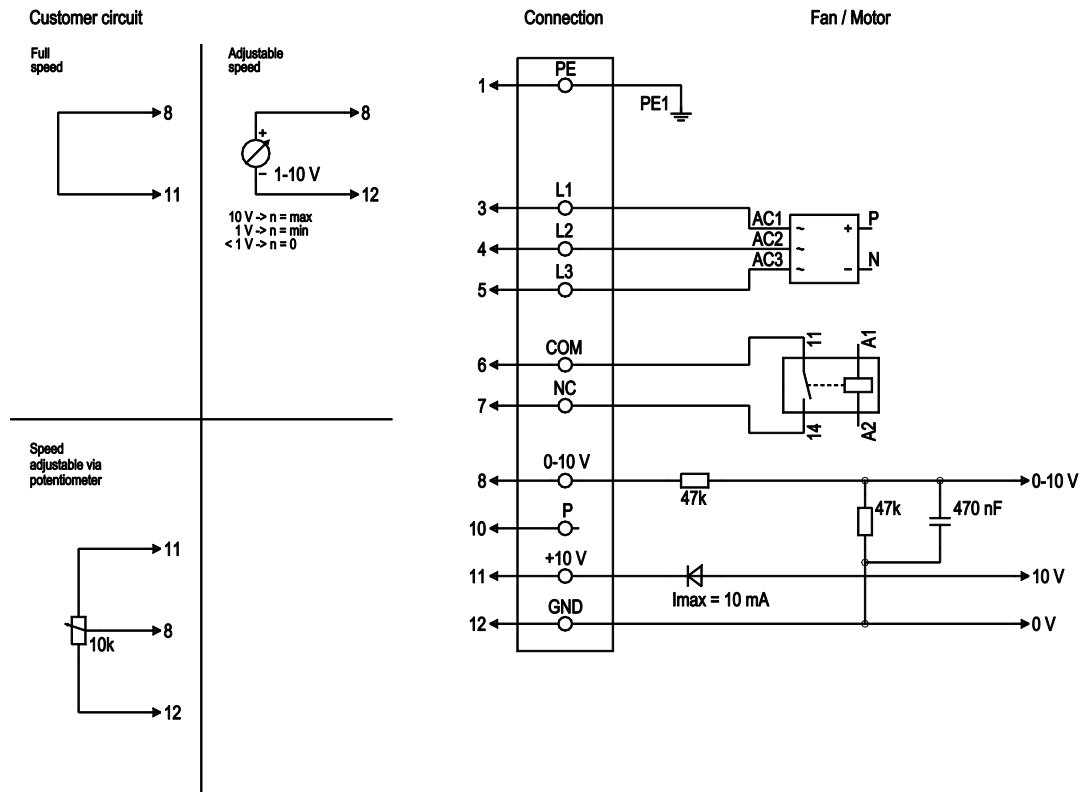 Customer circuit
Connection
Fan / Motor
Full
speed
8
11
Adjustable
speed
+
–
1-10 V
8
12
10 V -> n = max
1 V -> n = min
< 1 V -> n = 0
Speed
adjustable via
potentiometer
11
8
10k
12
1
PE
PE1
3
L1
4
L2
5
L3
AC1
AC2
AC3
~
~
~
+
–
P
N
6
COM
7
NC
11
14
A1
A2
8
0-10 V
47k
47k
470 nF
0-10 V
10
P
11
+10 V
Imax = 10 mA
10 V
12
GND
0 V